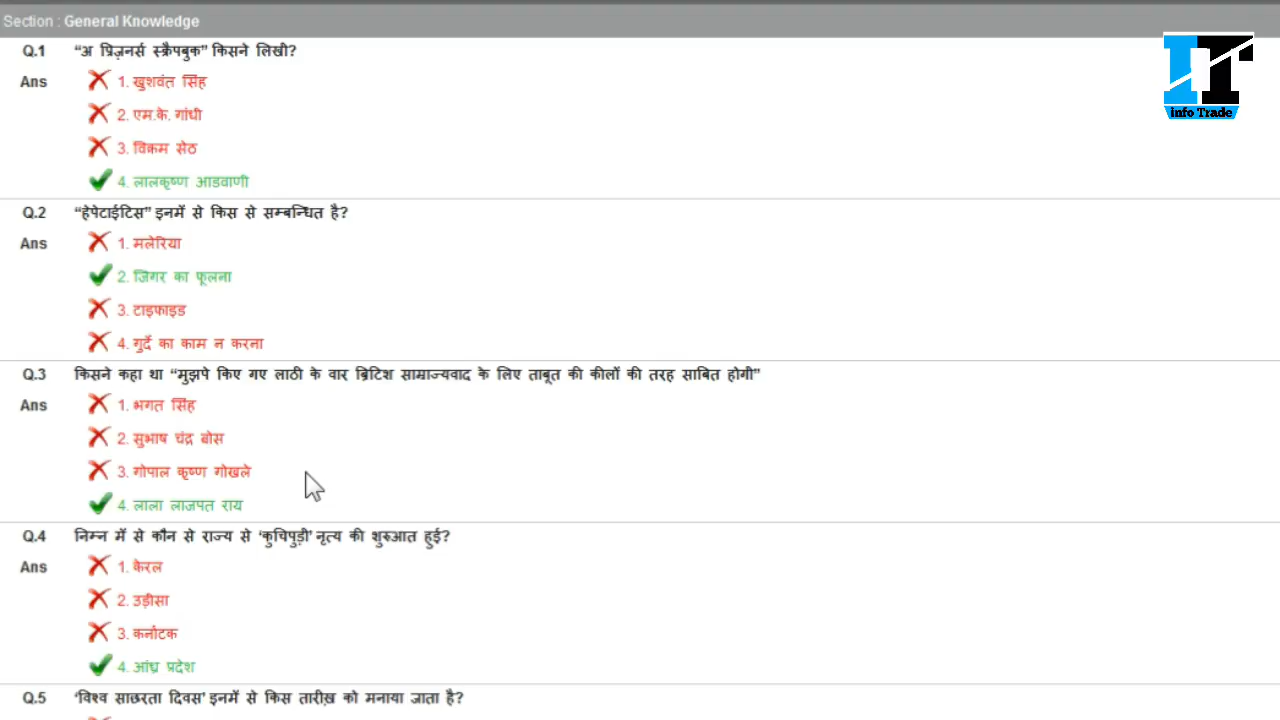 Section : General Knowledge
Q.1 “अ प्रिज़नर्स स्क्रैपबुक” किसने लिखी?
Ans 1. खुशवंत सिंह
2. एम.के. गांधी
3. विक्रम सेठ
4. लालकृष्ण आडवाणी
Q.2 “हेपेटाईटिस” इनमें से किस से सम्बन्धित है?
Ans 1. मलेरिया
2. जिगर का फूलना
3. टाइफाइड
4. गुर्दे का काम न करना
Q.3 किसने कहा था “मुझपे किए गए लाठी के वार ब्रिटिश साम्राज्यवाद के लिए ताबूत की कीलों की तरह साबित होगी”
Ans 1. भगत सिंह
2. सुभाष चंद्र बोस
3. गोपाल कृष्ण गोखले
4. लाला लाजपत राय
Q.4 निम्न में से कौन से राज्य से ‘कुचिपुड़ी’ नृत्य की शुरुआत हुई?
Ans 1. केरल
2. उड़ीसा
3. कर्नाटक
4. आंध्र प्रदेश
Q.5 ‘विश्व साछरता दिवस’ इनमें से किस तारीख़ को मनाया जाता है?
IT
info Trade